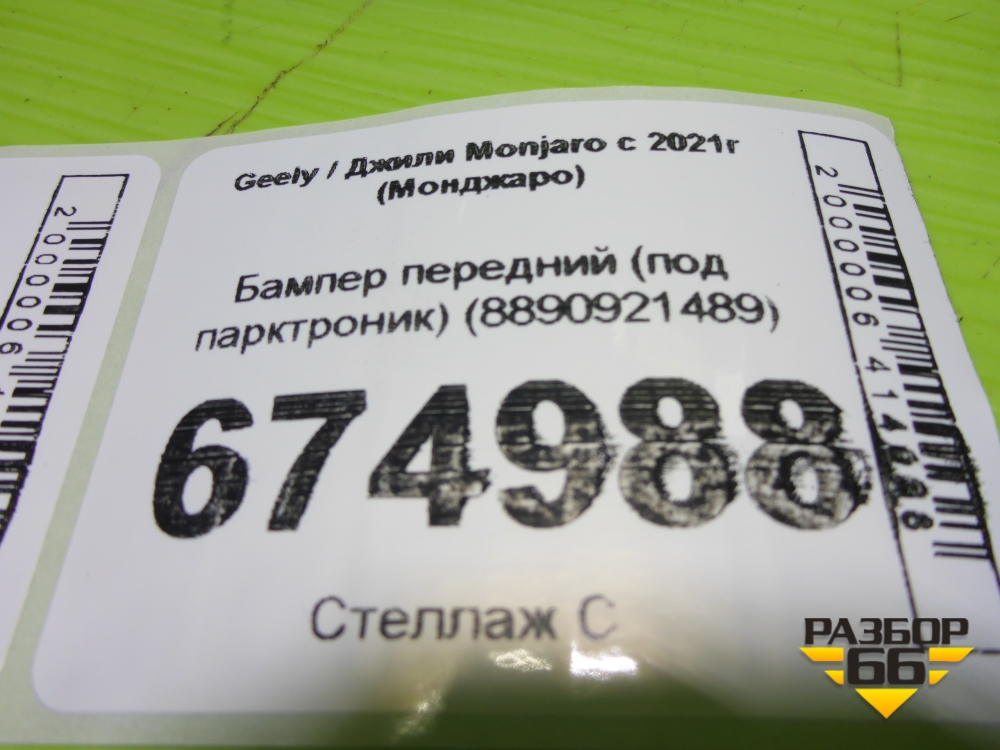 Geely / Джили Monjaro с 2021г
(Монджаро)
Бампер передний (под
парктроник) (8890921489)
674988
Стеллаж С
РАЗБОР
66